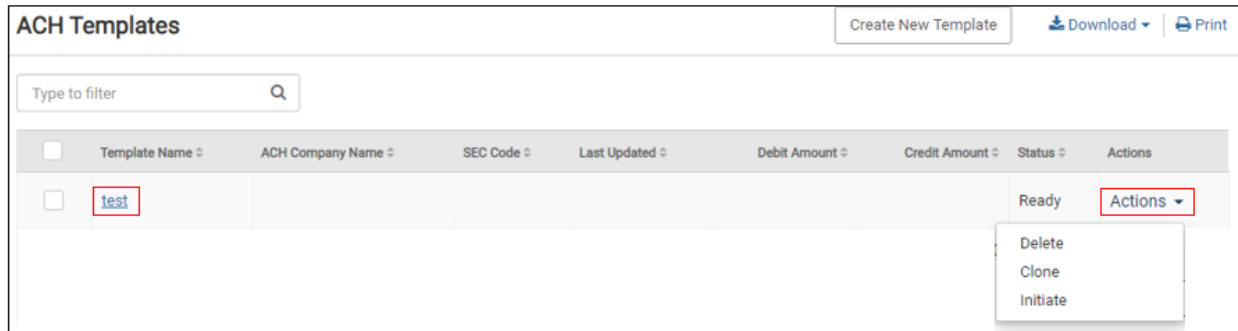 ACH Templates Create New Template Download Print
Type to filter
Template Name ACH Company Name SEC Code Last Updated Debit Amount Credit Amount Status Actions
test Ready Actions
Delete
Clone
Initiate